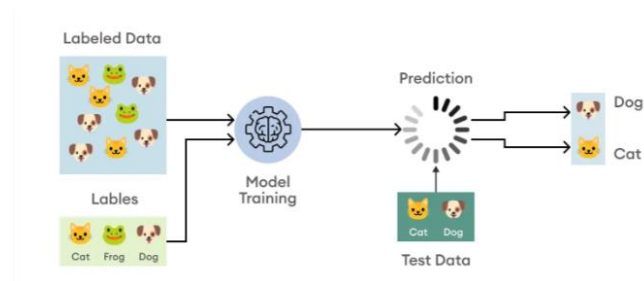 Labeled Data
Lables
Cat Frog Dog
Model
Training
Prediction
Cat Dog
Test Data
Dog
Cat